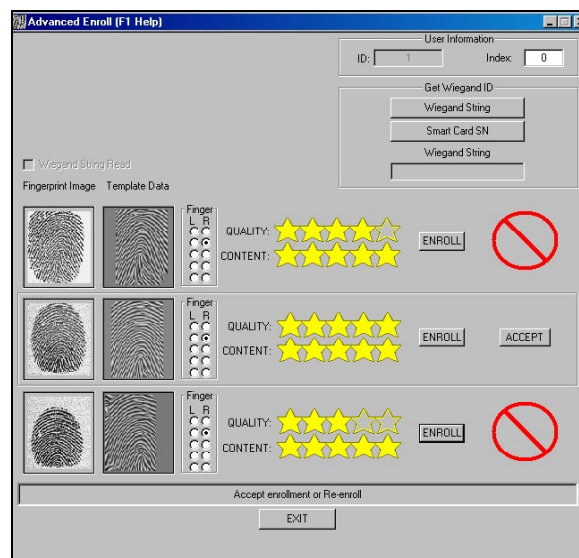 Advanced Enroll (F1 Help)
User Information
ID: 1 Index: 0
Get Wiegand ID
Wiegand String
Smart Card SN
Wiegand String
Wiegand String Read
Fingerprint Image Template Data
Finger
L R
QUALITY:
CONTENT:
ENROLL
Finger
L R
QUALITY:
CONTENT:
ENROLL
ACCEPT
Finger
L R
QUALITY:
CONTENT:
ENROLL
Accept enrollment or Re-enroll
EXIT